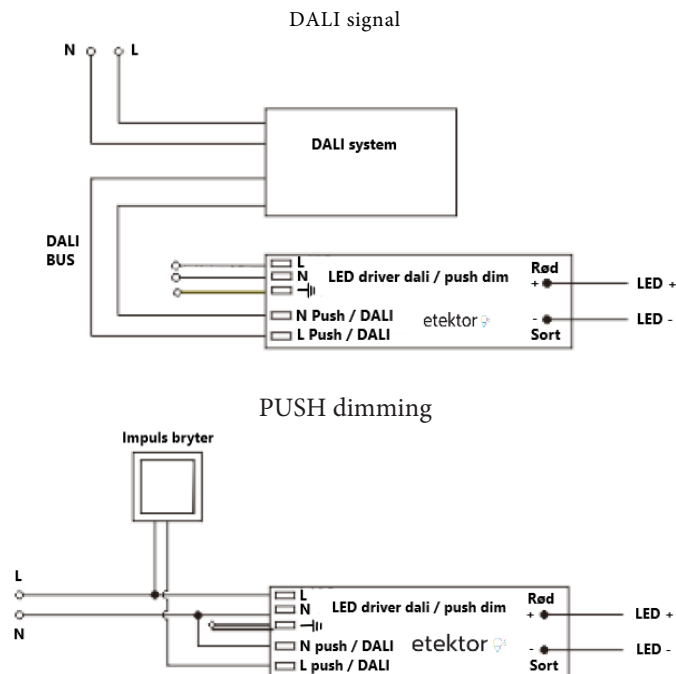 DALI signal
N L
DALI system
DALI
BUS
L
N LED driver dali / push dim
Rød
+ LED +
N Push / DALI
etektor
- LED -
L Push / DALI
Sort
PUSH dimming
Impuls bryter
L
N
L
N LED driver dali / push dim
Rød
+ LED +
N push / DALI
etektor
- LED -
L push / DALI
Sort